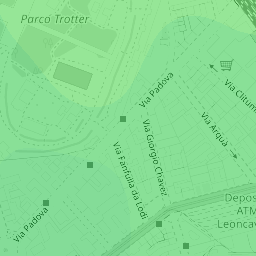 Parco Trotter
Via Padova
Via Clitum
Via Arquà
Via Giorgio Chavez
Via Fanfulla da Lodi
Depos
ATM
Leoncav
Via Padova